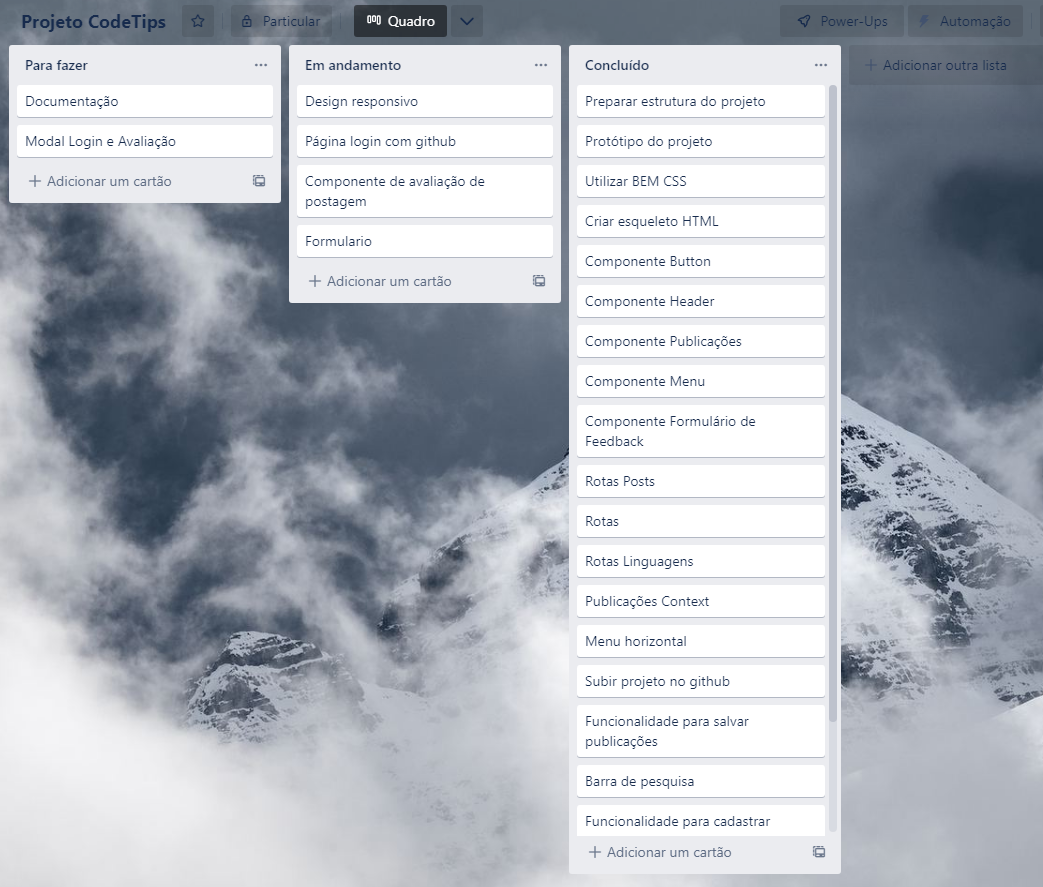 Projeto CodeTips
Particular
Quadro
Power-Ups
Automação
Para fazer
Documentação
Modal Login e Avaliação
Adicionar um cartão
Em andamento
Design responsivo
Página login com github
Componente de avaliação de
postagem
Formulario
Adicionar um cartão
Concluído
Preparar estrutura do projeto
Protótipo do projeto
Utilizar BEM CSS
Criar esqueleto HTML
Componente Button
Componente Header
Componente Publicações
Componente Menu
Componente Formulário de
Feedback
Rotas Posts
Rotas
Rotas Linguagens
Publicações Context
Menu horizontal
Subir projeto no github
Funcionalidade para salvar
publicações
Barra de pesquisa
Funcionalidade para cadastrar
Adicionar um cartão
Adicionar outra lista